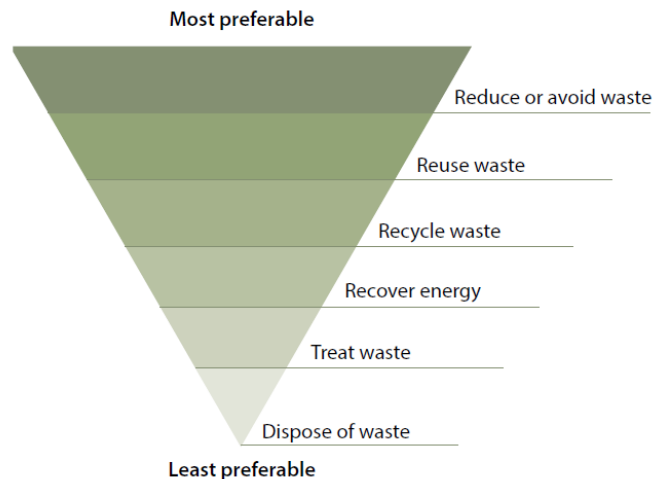 Most preferable
Reduce or avoid waste
Reuse waste
Recycle waste
Recover energy
Treat waste
Dispose of waste
Least preferable